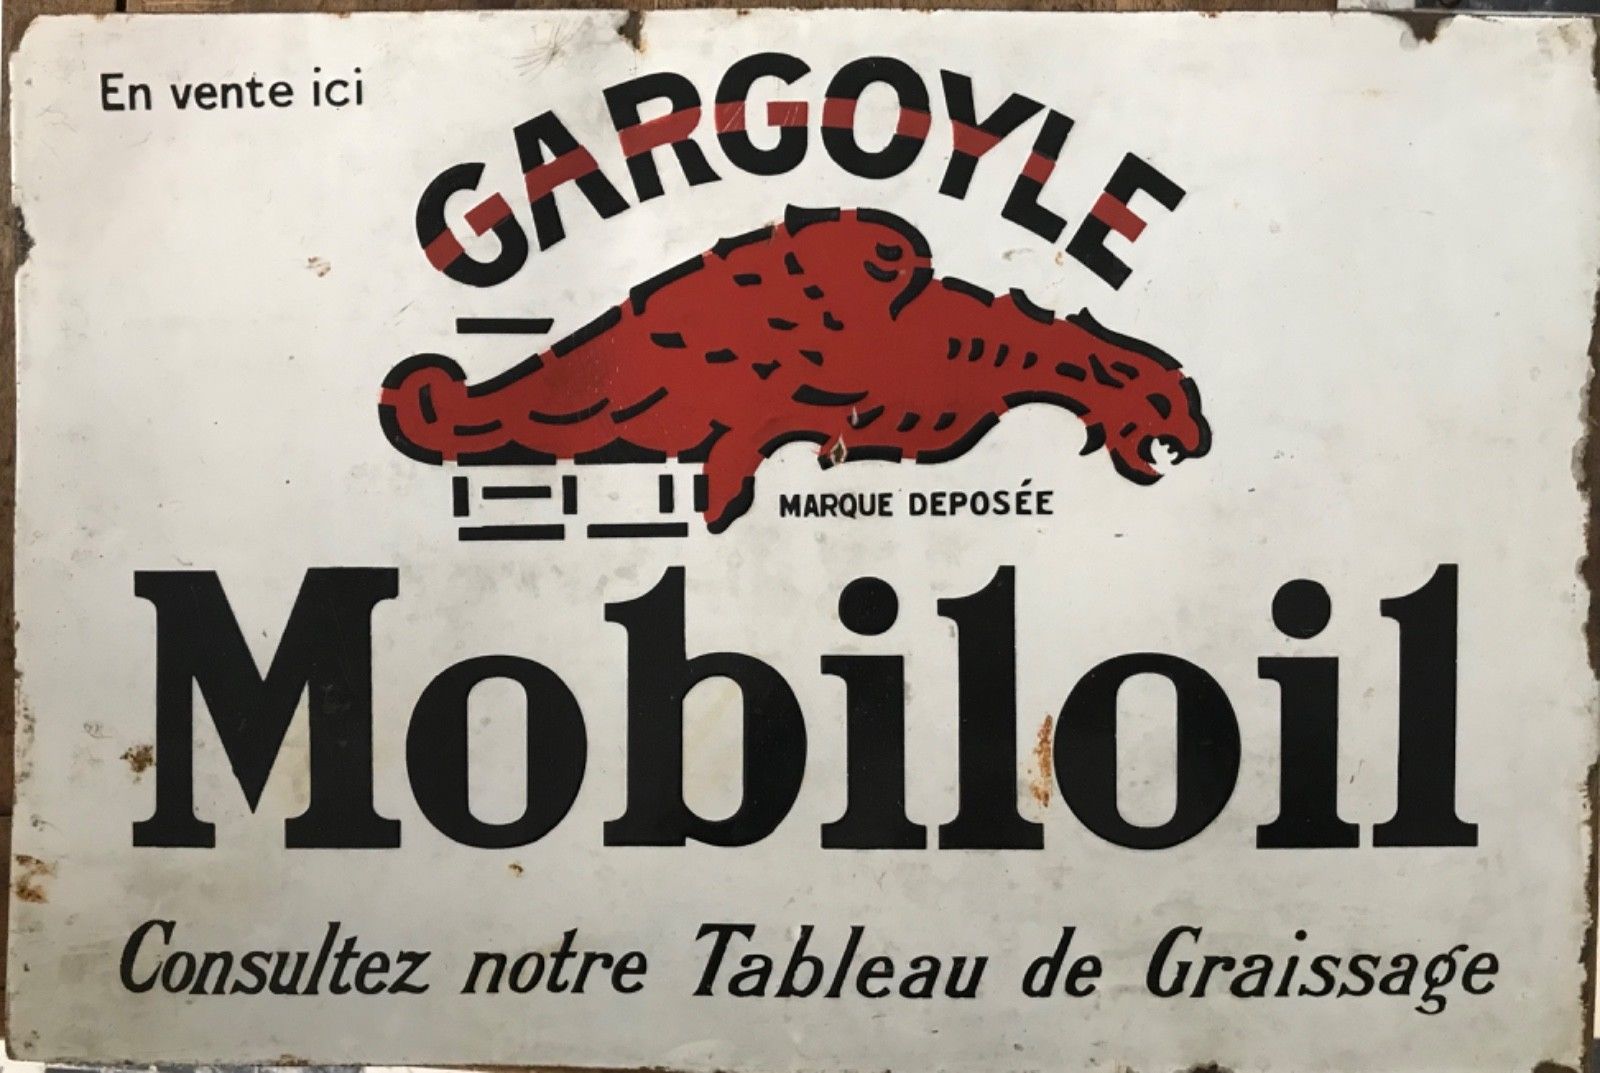 En vente ici
GARGOYLE
MARQUE DEPOSÉE
Mobiloil
Consultez notre Tableau de Graissage